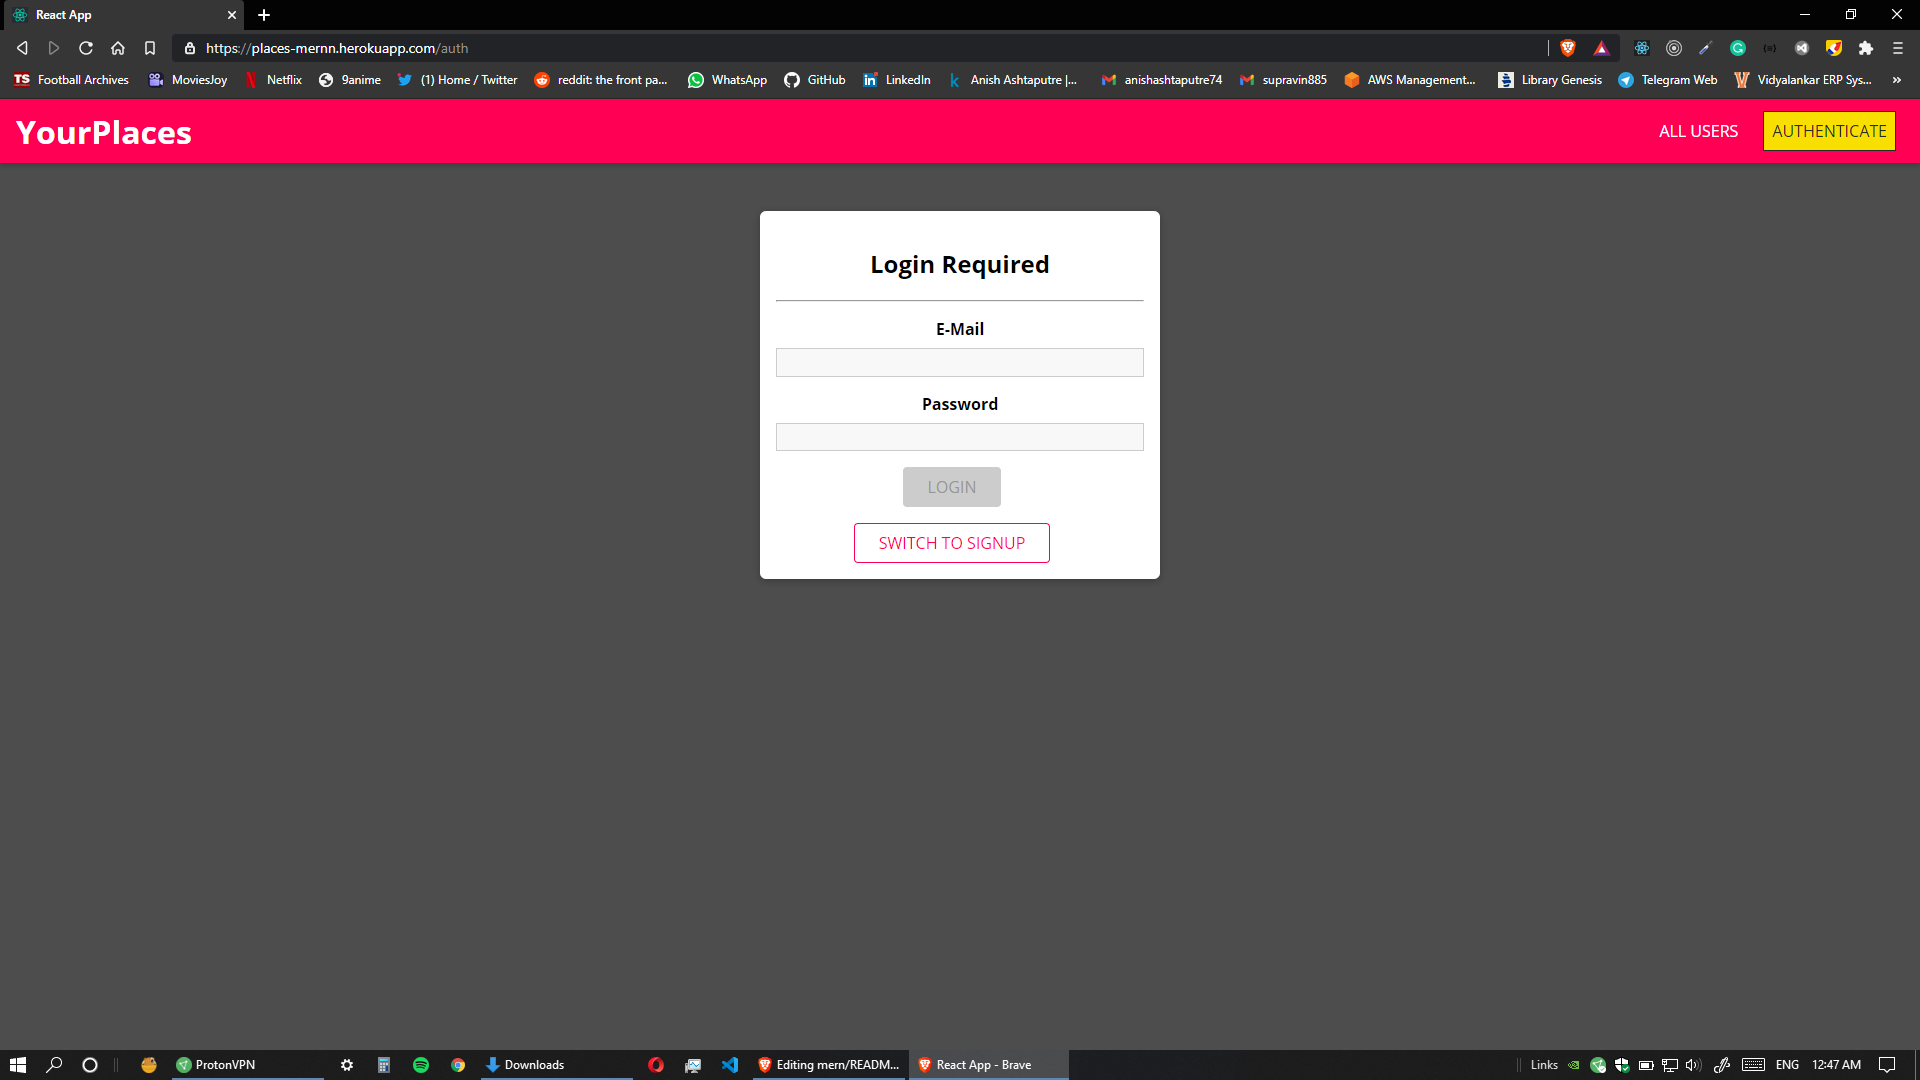 React App
https://places-mernn.herokuapp.com/auth
TS Football Archives MoviesJoy Netflix 9anime (1) Home / Twitter reddit: the front pa... WhatsApp GitHub LinkedIn Anish Ashtaputre |... anishashtaputre74 supravin885 AWS Management... Library Genesis Telegram Web Vidyalankar ERP Sys... »
YourPlaces ALL USERS AUTHENTICATE
Login Required
E-Mail
Password
LOGIN
SWITCH TO SIGNUP
ProtonVPN Downloads Editing mern/READM... React App - Brave Links ENG 12:47 AM